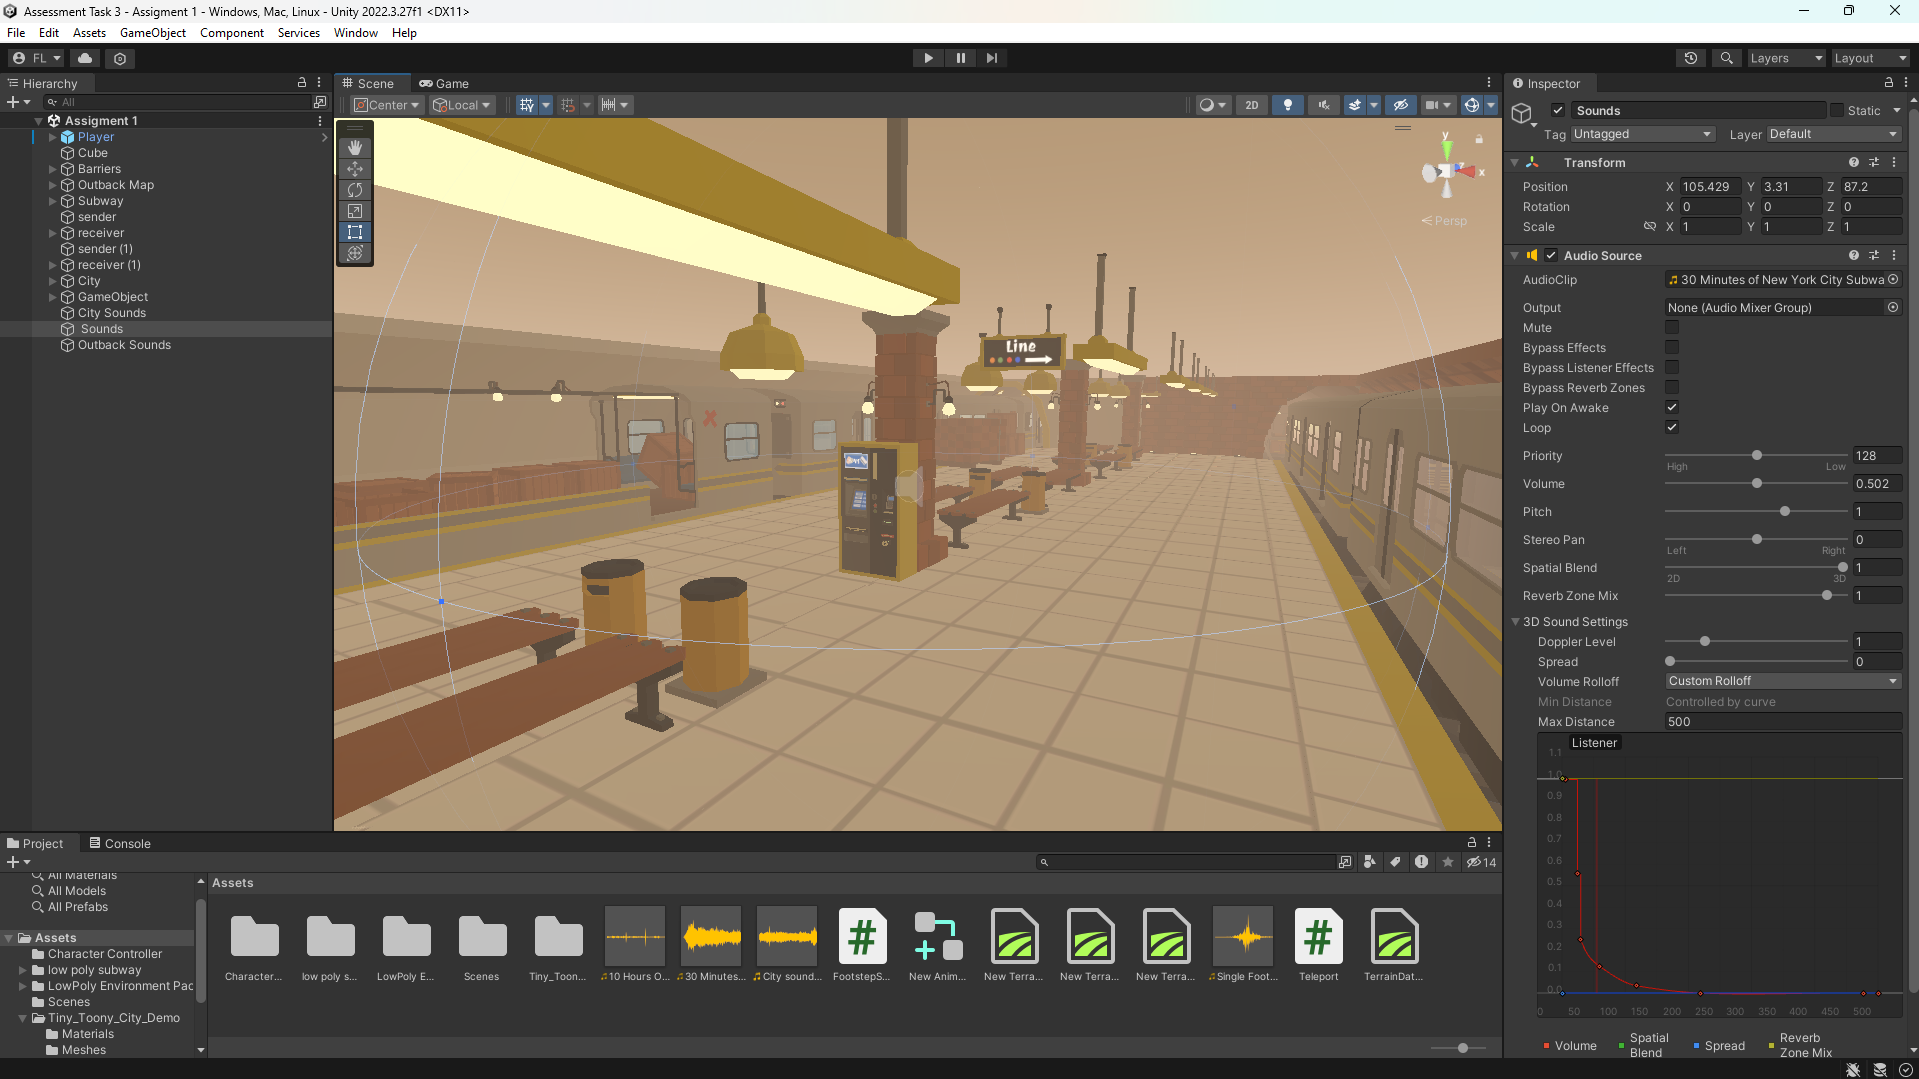 Assessment Task 3 - Assigment 1 - Windows, Mac, Linux - Unity 2022.3.27f1 <DX11>
File Edit Assets GameObject Component Services Window Help
FL
Layers Layout
Hierarchy
All
Assigment 1
Player
Cube
Barriers
Outback Map
Subway
sender
receiver
sender (1)
receiver (1)
City
GameObject
City Sounds
Sounds
Outback Sounds
Scene Game
Center Local 2D
y
x
z
Persp
Line
Inspector
Sounds Static
Tag Untagged Layer Default
Transform
Position X 105.429 Y 3.31 Z 87.2
Rotation X 0 Y 0 Z 0
Scale X 1 Y 1 Z 1
Audio Source
AudioClip 30 Minutes of New York City Subwa
Output None (Audio Mixer Group)
Mute
Bypass Effects
Bypass Listener Effects
Bypass Reverb Zones
Play On Awake
Loop
Priority 128
High Low
Volume 0.502
Pitch 1
Stereo Pan 0
Left Right
Spatial Blend 1
2D 3D
Reverb Zone Mix 1
3D Sound Settings
Doppler Level 1
Spread 0
Volume Rolloff Custom Rolloff
Min Distance Controlled by curve
Max Distance 500
Listener
1.1
1.0
0.9
0.8
0.7
0.6
0.5
0.4
0.3
0.2
0.1
0.0
0 50 100 150 200 250 300 350 400 450 500
Volume Spatial Blend Spread Reverb Zone Mix
Project Console
14
All Materials
All Models
All Prefabs
Assets
Character Controller
low poly subway
LowPoly Environment Pac
Scenes
Tiny_Toony_City_Demo
Materials
Meshes
Assets
Character... low poly s... LowPoly E... Scenes Tiny_Toon... 10 Hours O... 30 Minutes... City sound... FootstepS... New Anim... New Terra... New Terra... New Terra... Single Foot... Teleport TerrainDat...